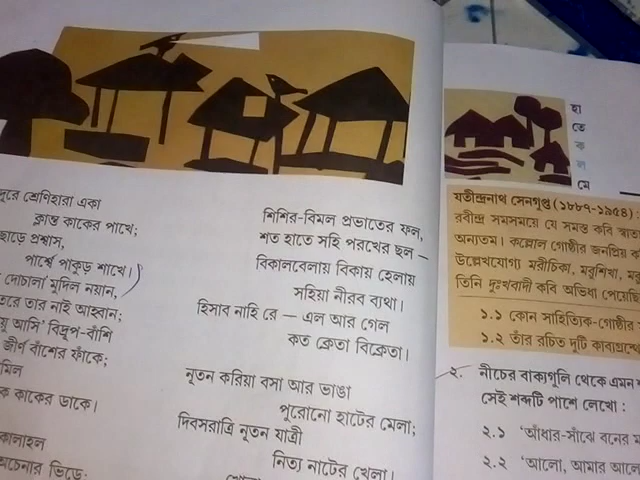 দূরে শ্রেণিহারা একা
ক্লান্ত কাকের পাখে;
ছাড়ে প্রশ্বাস,
পার্শ্বে পাকুড় শাখে।
দোচালা মুদিল নয়ান,
তরে তার নাই আহ্বান;
আসি' বিদ্রূপ-বাঁশি
জীর্ণ বাঁশের ফাঁকে;
মিল
ক কাকের ডাকে।
কোলাহল
অচেনার ভিড়ে;
শিশির-বিমল প্রভাতের ফল,
শত হাতে সহি পরখের ছল –
বিকালবেলায় বিকায় হেলায়
সহিয়া নীরব ব্যথা।
হিসাব নাহি রে — এল আর গেল
কত ক্রেতা বিক্রেতা।
নূতন করিয়া বসা আর ভাঙা
পুরোনো হাটের মেলা;
দিবসরাত্রি নূতন যাত্রী
নিত্য নাটের খেলা।
হা
তে
ক
ল
মে
যতীন্দ্রনাথ সেনগুপ্ত (১৮৮৭-১৯৫৪) :
রবীন্দ্র সমসময়ে যে সমস্ত কবি
অন্যতম। কল্লোল গোষ্ঠীর জনপ্রিয়
উল্লেখযোগ্য মরীচিকা, মরুশিখা,
তিনি দুঃখবাদী কবি অভিধা
১.১ কোন সাহিত্যিক-গোষ্ঠীর
১.২ তাঁর রচিত দুটি কাব্যগ্রন্থের
২. নীচের বাক্যগুলি থেকে এমন
সেই শব্দটি পাশে লেখো :
২.১ 'আঁধার-সাঁঝে বনের
২.২ 'আলো, আমার আলো